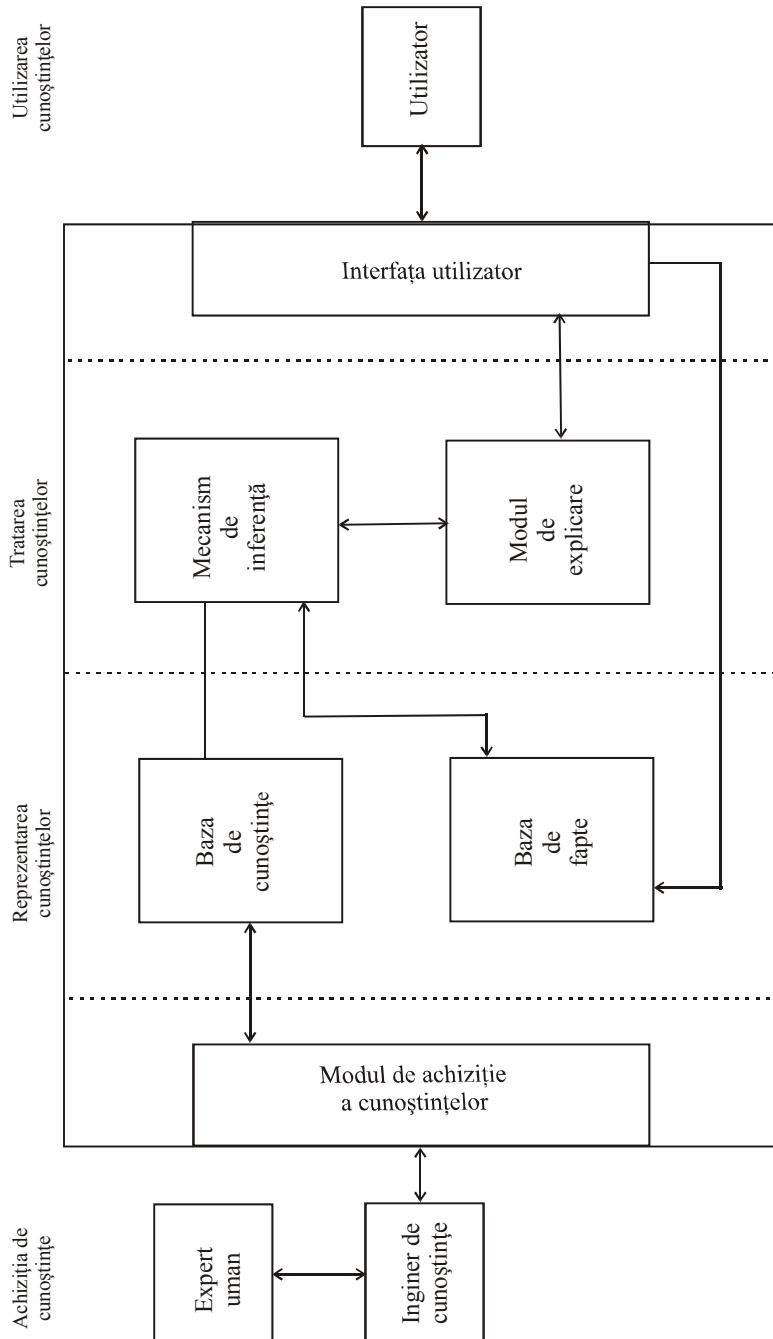 Utilizarea
cunoştinţelor
Utilizator
Interfaţa utilizator
Tratarea
cunoştinţelor
Mecanism
de
inferenţă
Modul
de
explicare
Reprezentarea
cunoştinţelor
Baza
de
cunoştinţe
Baza
de
fapte
Modul de achiziţie
a cunoştinţelor
Achiziţia de
cunoştinţe
Expert
uman
Inginer de
cunoştinţe